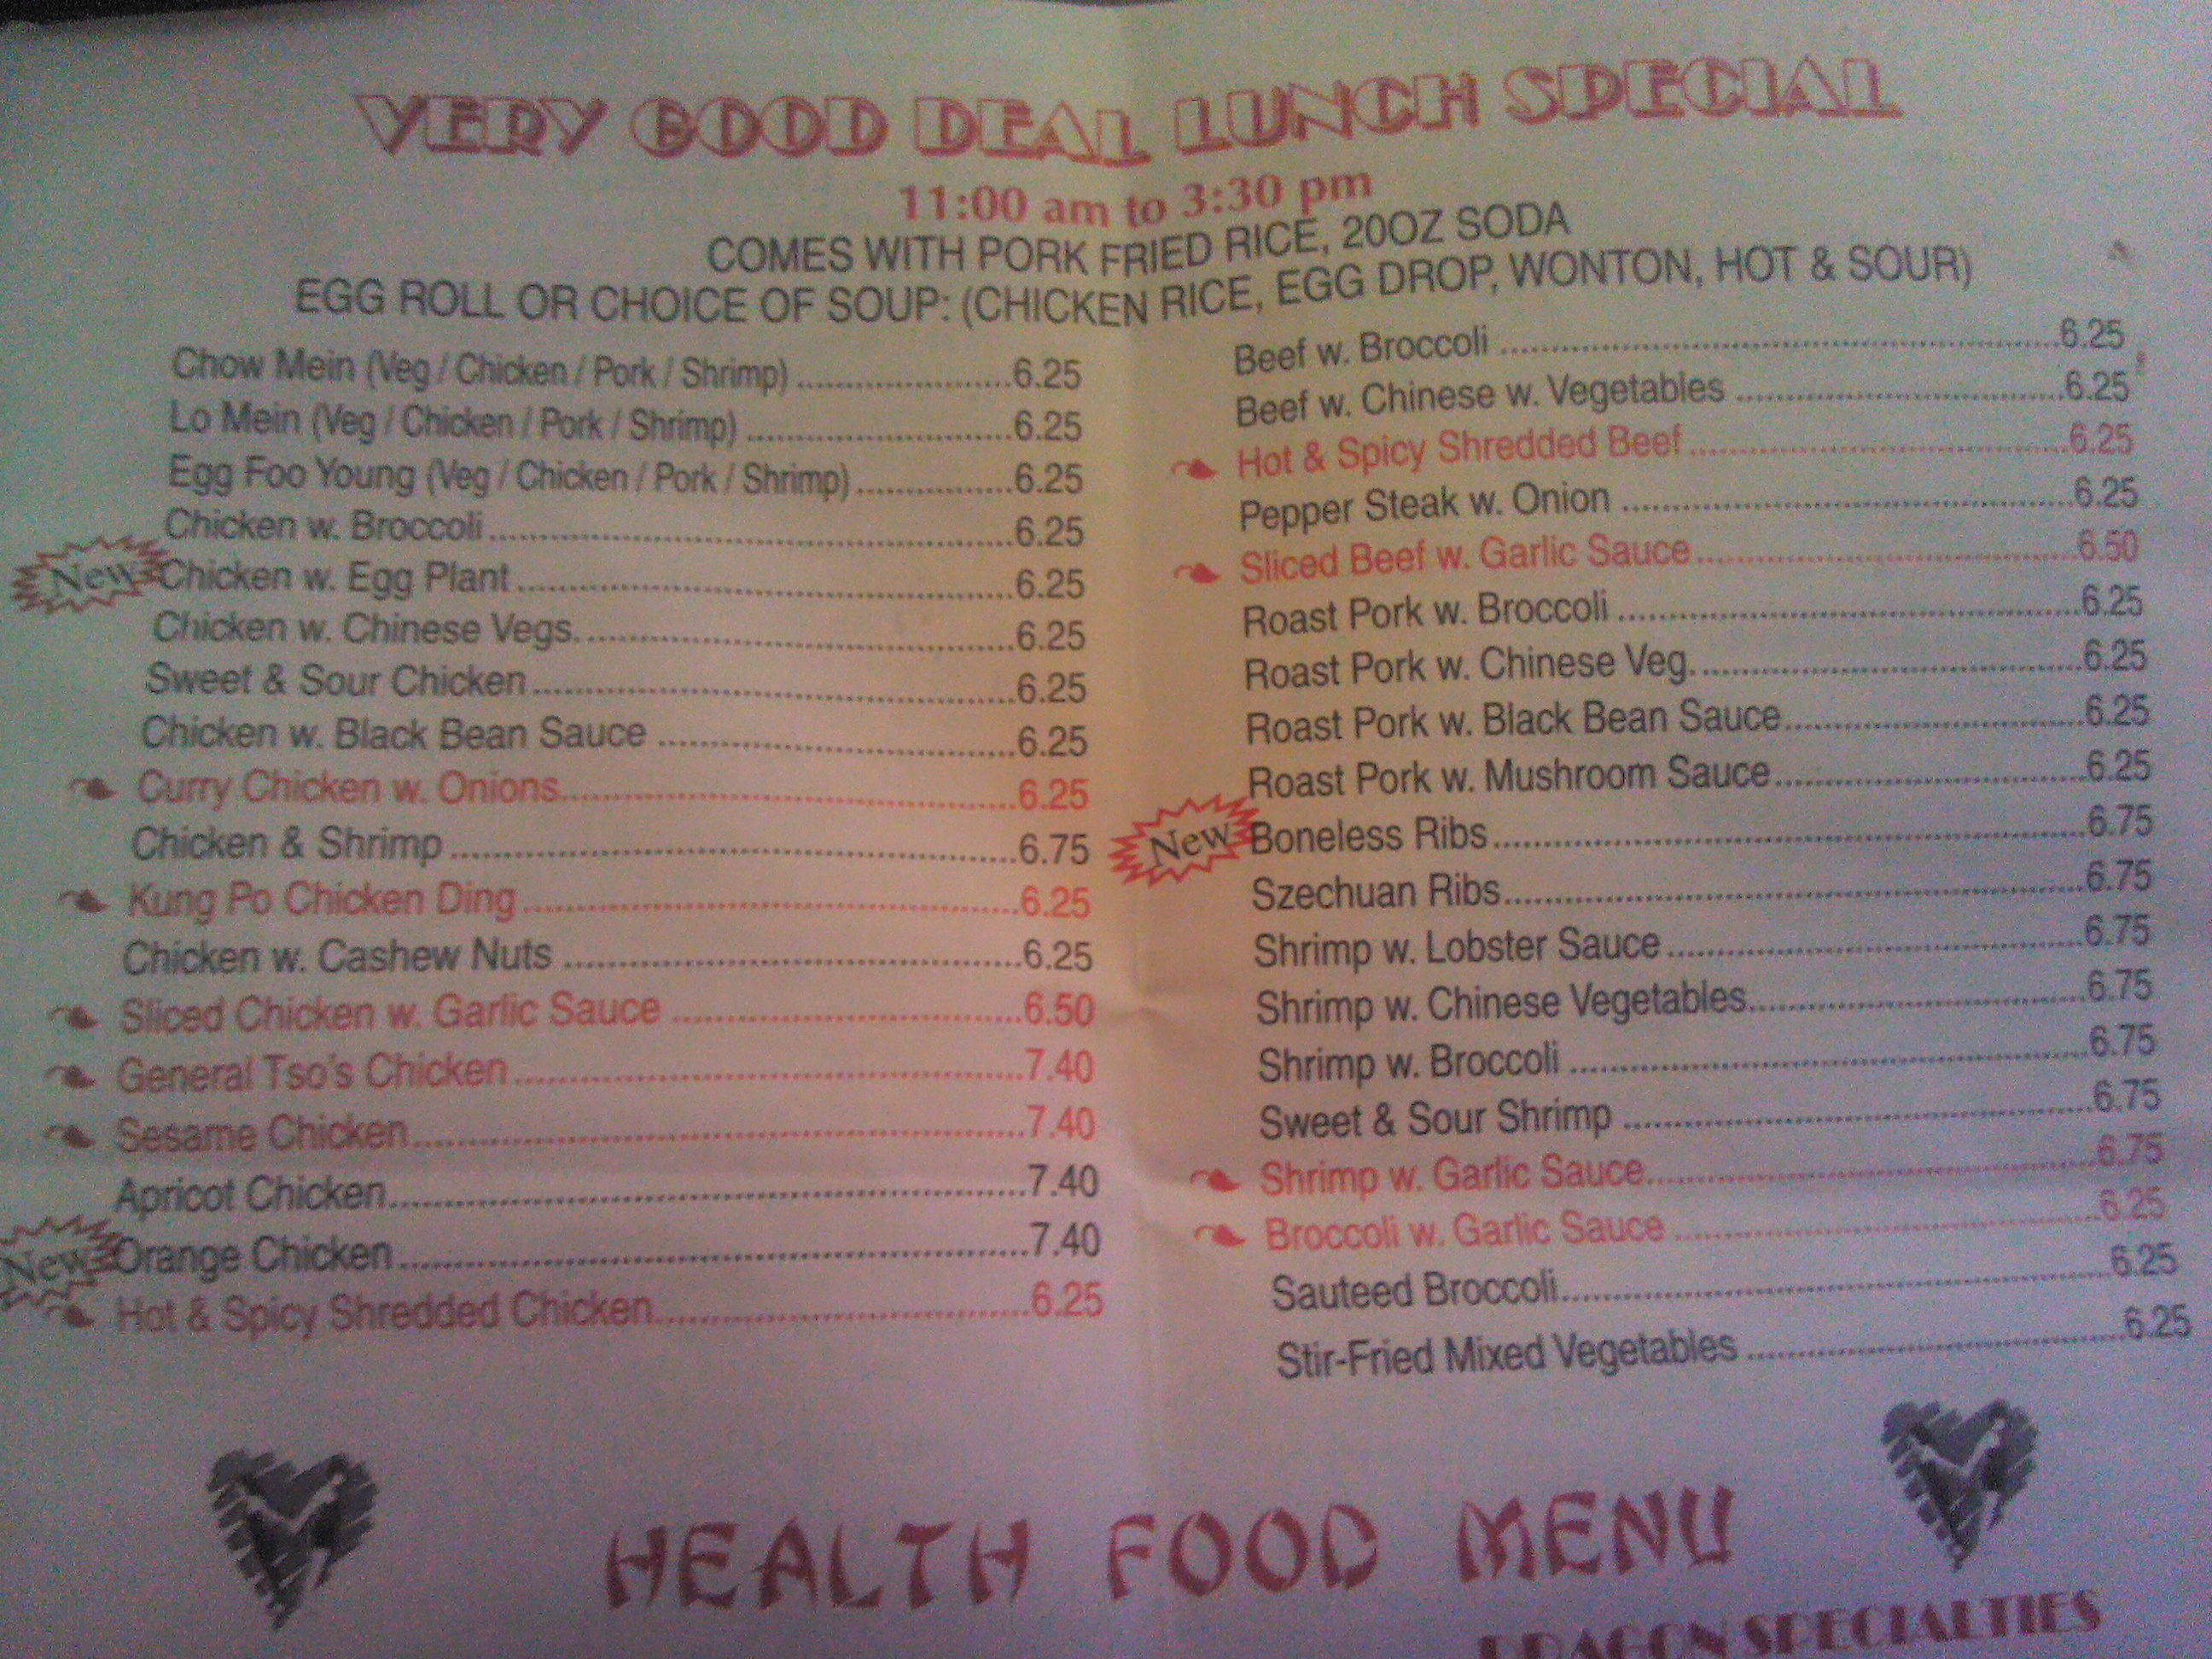 VERY GOOD DEAL LUNCH SPECIAL
11:00 am to 3:30 pm
COMES WITH PORK FRIED RICE, 20OZ SODA
EGG ROLL OR CHOICE OF SOUP: (CHICKEN RICE, EGG DROP, WONTON, HOT & SOUR)
Chow Mein (Veg / Chicken / Pork / Shrimp) ........................6.25
Lo Mein (Veg / Chicken / Pork / Shrimp) ........................6.25
Egg Foo Young (Veg / Chicken / Pork / Shrimp)................6.25
Chicken w. Broccoli........................6.25
New Chicken w. Egg Plant........................6.25
Chicken w. Chinese Vegs.........................6.25
Sweet & Sour Chicken........................6.25
Chicken w. Black Bean Sauce ........................6.25
Curry Chicken w. Onions........................6.25
Chicken & Shrimp ........................6.75
Kung Po Chicken Ding........................6.25
Chicken w. Cashew Nuts ........................6.25
Sliced Chicken w. Garlic Sauce ........................6.50
General Tso's Chicken........................7.40
Sesame Chicken........................7.40
Apricot Chicken........................7.40
New Orange Chicken........................7.40
Hot & Spicy Shredded Chicken........................6.25
Beef w. Broccoli ........................6.25
Beef w. Chinese w. Vegetables ........................6.25
Hot & Spicy Shredded Beef........................6.25
Pepper Steak w. Onion ........................6.25
Sliced Beef w. Garlic Sauce........................6.50
Roast Pork w. Broccoli ........................6.25
Roast Pork w. Chinese Veg.........................6.25
Roast Pork w. Black Bean Sauce........................6.25
Roast Pork w. Mushroom Sauce........................6.25
New Boneless Ribs........................6.75
Szechuan Ribs........................6.75
Shrimp w. Lobster Sauce........................6.75
Shrimp w. Chinese Vegetables........................6.75
Shrimp w. Broccoli ........................6.75
Sweet & Sour Shrimp ........................6.75
Shrimp w. Garlic Sauce........................6.75
Broccoli w. Garlic Sauce ........................6.25
Sauteed Broccoli........................6.25
Stir-Fried Mixed Vegetables ........................6.25
HEALTH FOOD MENU
DRAGON SPECIALTIES